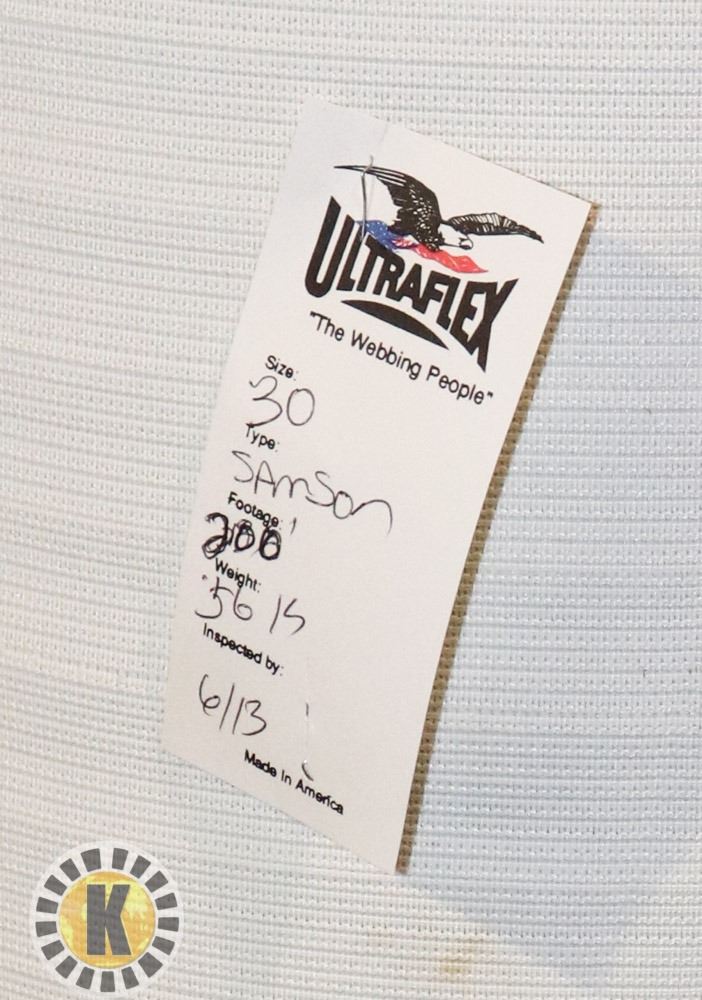 ULTRAFLEX
"The Webbing People"
Size:
30
Type:
SAMSON
Footage:
200'
Weight:
56 lb
Inspected by:
6/13
Made In America
K